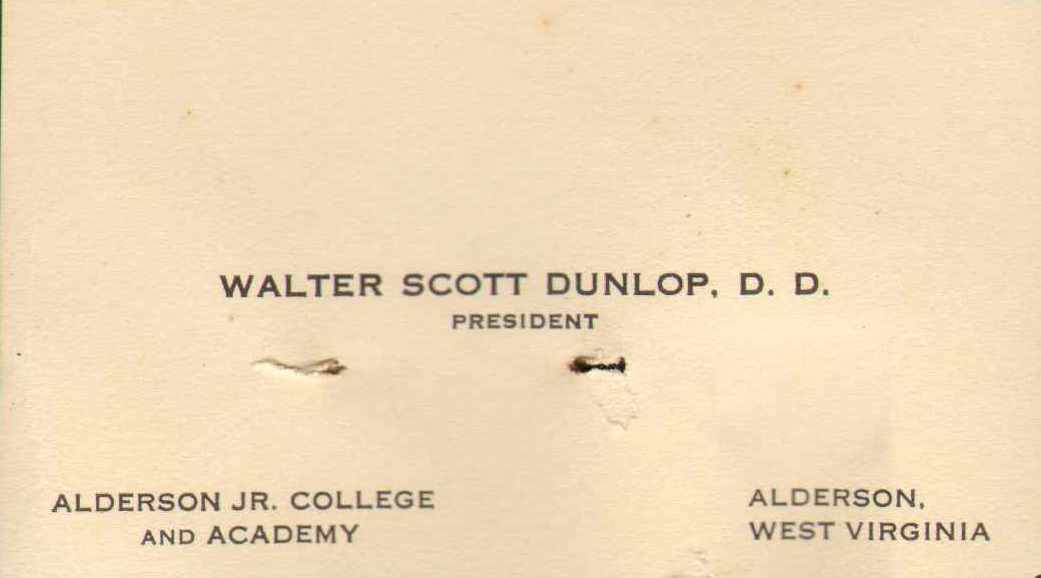 WALTER SCOTT DUNLOP, D. D.
PRESIDENT
ALDERSON JR. COLLEGE
AND ACADEMY
ALDERSON,
WEST VIRGINIA